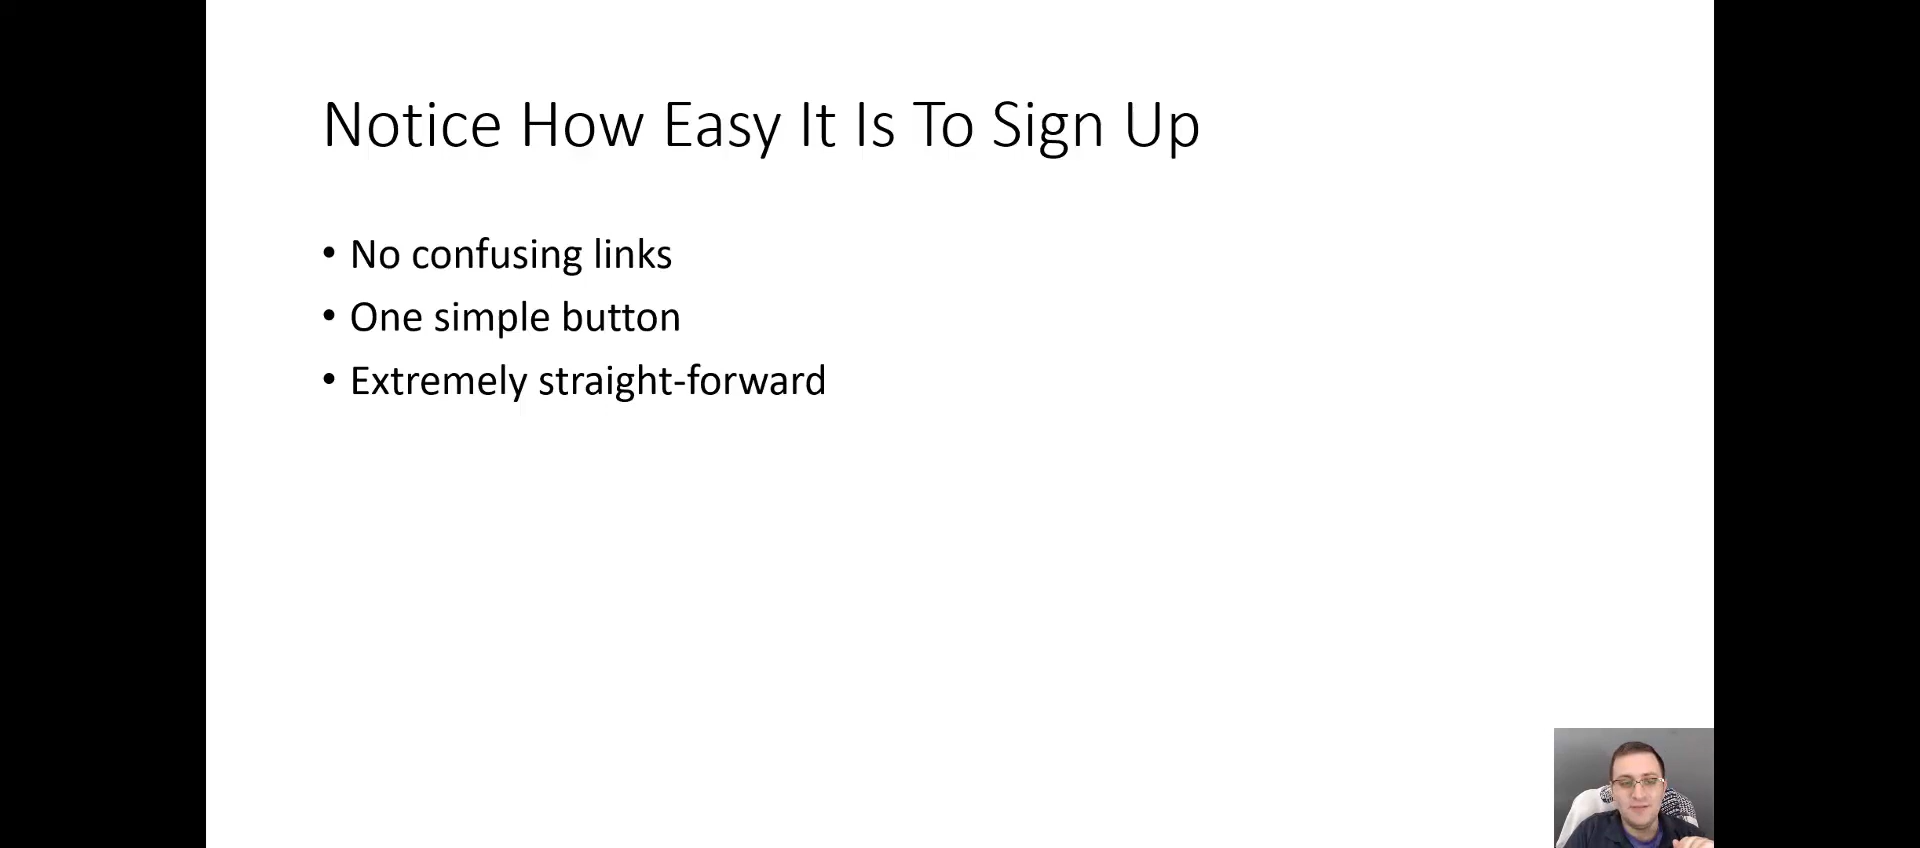 Notice How Easy It Is To Sign Up
• No confusing links
• One simple button
• Extremely straight-forward